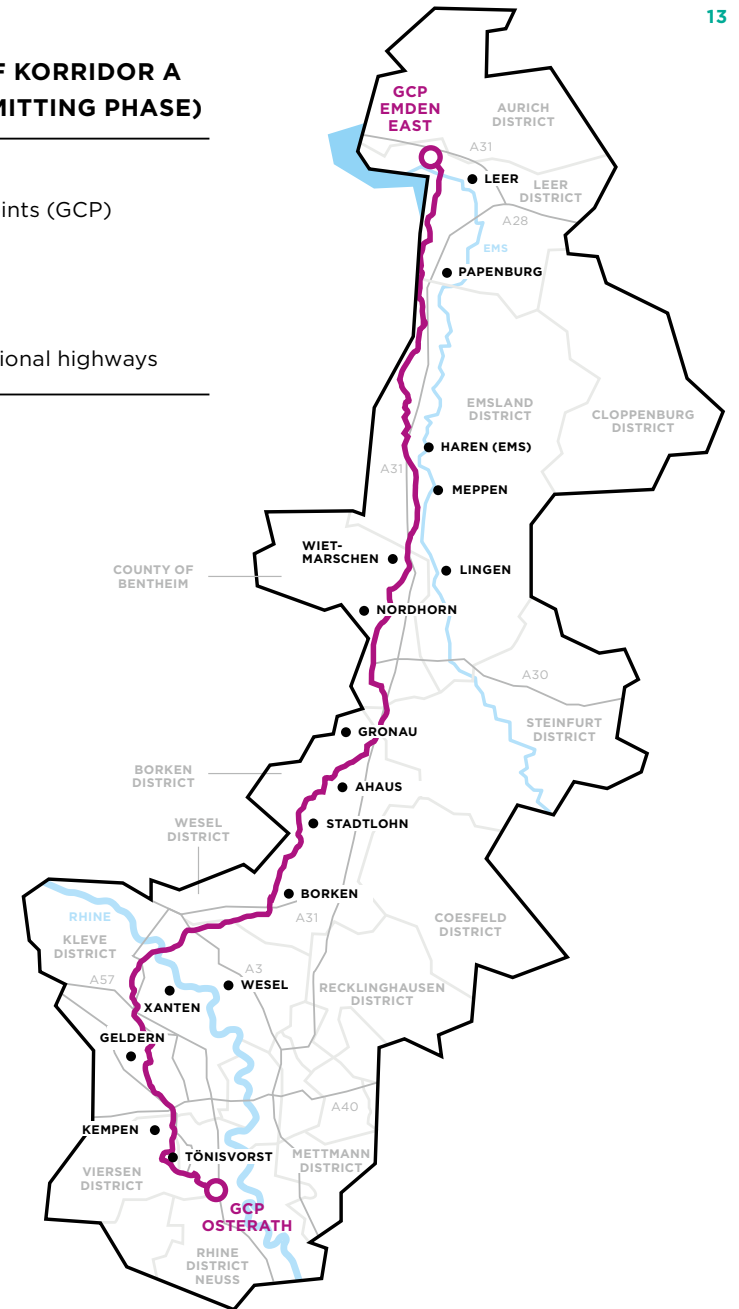 13
F KORRIDOR A
MITTING PHASE)
ints (GCP)
ional highways
GCP
EMDEN
EAST
AURICH
DISTRICT
A31
LEER
LEER
DISTRICT
A28
EMS
PAPENBURG
EMSLAND
DISTRICT
CLOPPENBURG
DISTRICT
HAREN (EMS)
A31
MEPPEN
WIET-
MARSCHEN
COUNTY OF
BENTHEIM
LINGEN
NORDHORN
A30
STEINFURT
DISTRICT
GRONAU
BORKEN
DISTRICT
AHAUS
WESEL
DISTRICT
STADTLOHN
BORKEN
A31
RHINE
COESFELD
DISTRICT
KLEVE
DISTRICT
A57
A3
WESEL
RECKLINGHAUSEN
DISTRICT
XANTEN
GELDERN
A40
KEMPEN
TÖNISVORST
METTMANN
DISTRICT
VIERSEN
DISTRICT
GCP
OSTERATH
RHINE
DISTRICT
NEUSS